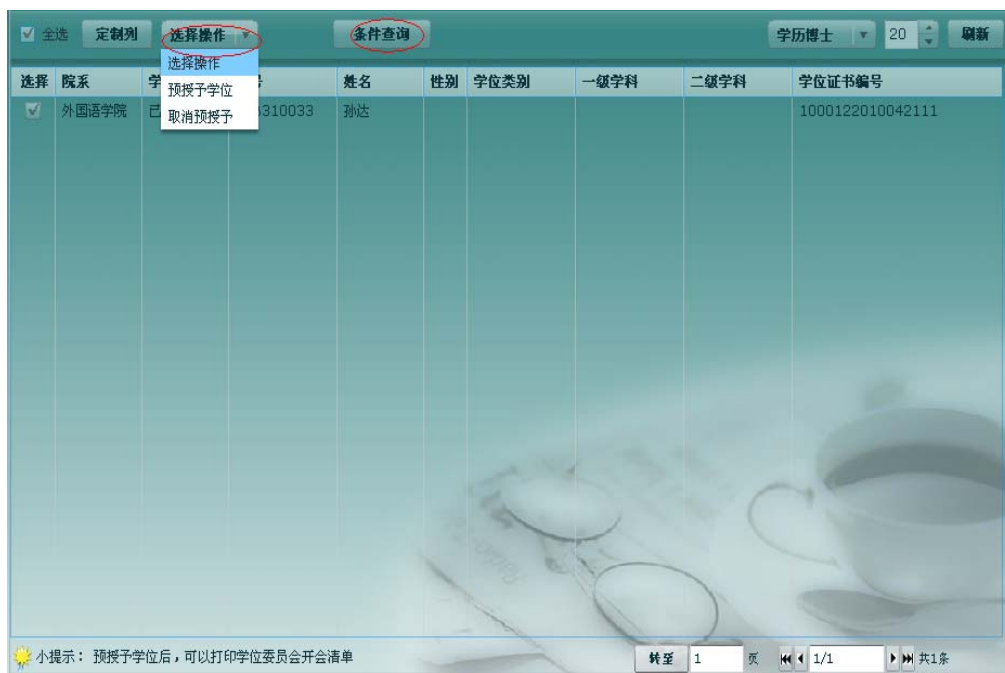 全选 定制列 选择操作 条件查询 学历博士 20 刷新
选择操作
预授予学位
取消预授予
选择 院系 学 号 姓名 性别 学位类别 一级学科 二级学科 学位证书编号
外国语学院 已 310033 孙达 1000122010042111
小提示：预授予学位后，可以打印学位委员会开会清单 转至 1 页 1/1 共1条